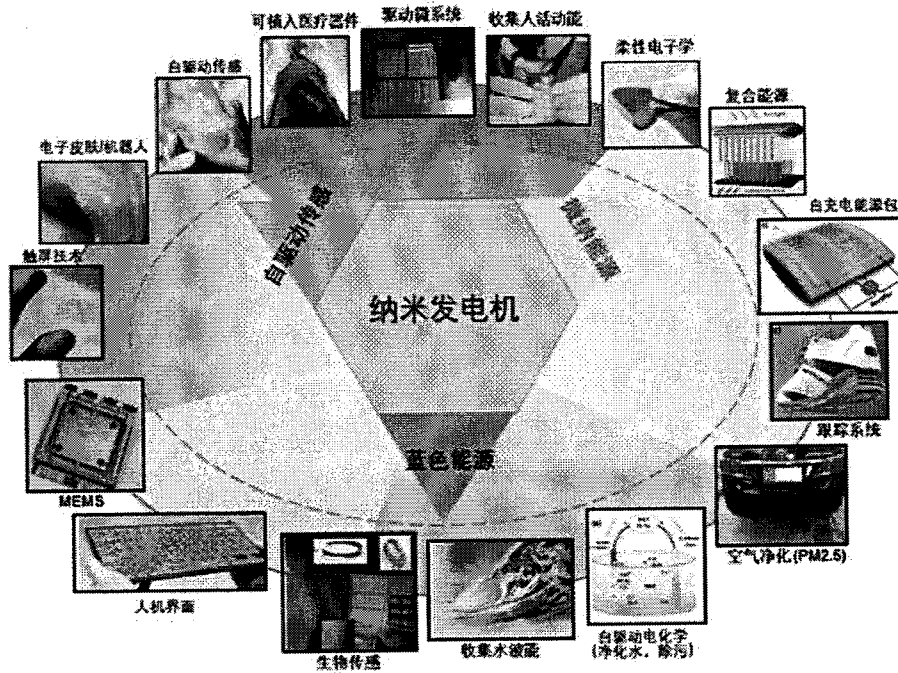 可植入医疗器件
驱动微系统
收集人活动能
柔性电子学
自驱动传感
复合能源
电子皮肤/机器人
自充电能源包
触屏技术
自驱动传感
微纳能源
纳米发电机
跟踪系统
蓝色能源
MEMS
空气净化(PM2.5)
人机界面
生物传感
收集水波能
自驱动电化学
(净化水，除污)